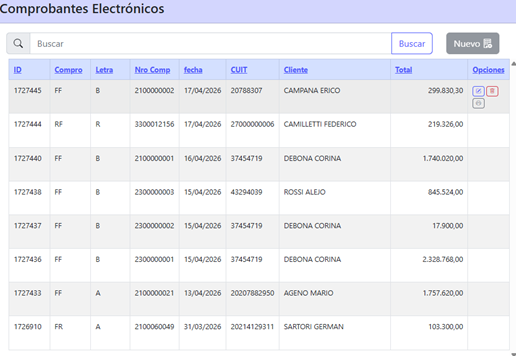 Comprobantes Electrónicos
Buscar Buscar Nuevo
ID Compro Letra Nro Comp fecha CUIT Cliente Total Opciones
1727445 FF B 2100000002 17/04/2026 20788307 CAMPANA ERICO 299.830,30
1727444 RF R 3300012156 17/04/2026 27000000006 CAMILLETTI FEDERICO 219.326,00
1727440 FF B 2100000001 16/04/2026 37454719 DEBONA CORINA 1.740.020,00
1727438 FF B 2300000003 15/04/2026 43294039 ROSSI ALEJO 845.524,00
1727437 FF B 2300000002 15/04/2026 37454719 DEBONA CORINA 17.900,00
1727436 FF B 2300000001 15/04/2026 37454719 DEBONA CORINA 2.328.768,00
1727433 FF A 2100000021 13/04/2026 20207882950 AGENO MARIO 1.757.620,00
1726910 FR A 2100060049 31/03/2026 20214129311 SARTORI GERMAN 103.300,00